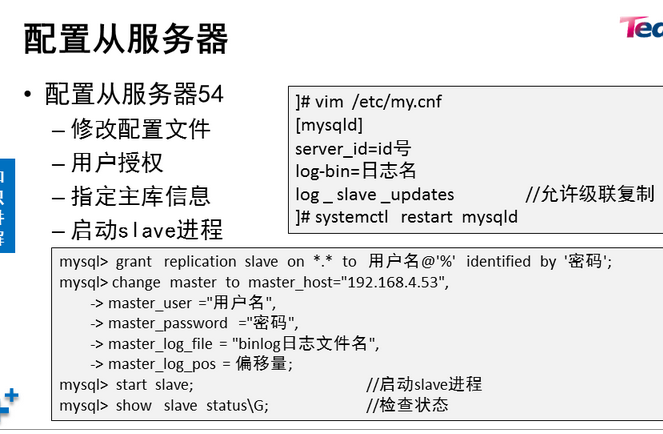 配置从服务器
Ted
• 配置从服务器54
– 修改配置文件
– 用户授权
– 指定主库信息
– 启动slave进程
]# vim /etc/my.cnf
[mysqld]
server_id=id号
log-bin=日志名
log _ slave _updates //允许级联复制
]# systemctl restart mysqld
mysql> grant replication slave on *.* to 用户名@'%' identified by '密码';
mysql> change master to master_host="192.168.4.53",
-> master_user ="用户名",
-> master_password ="密码",
-> master_log_file = "binlog日志文件名",
-> master_log_pos = 偏移量;
mysql> start slave; //启动slave进程
mysql> show slave status\G; //检查状态